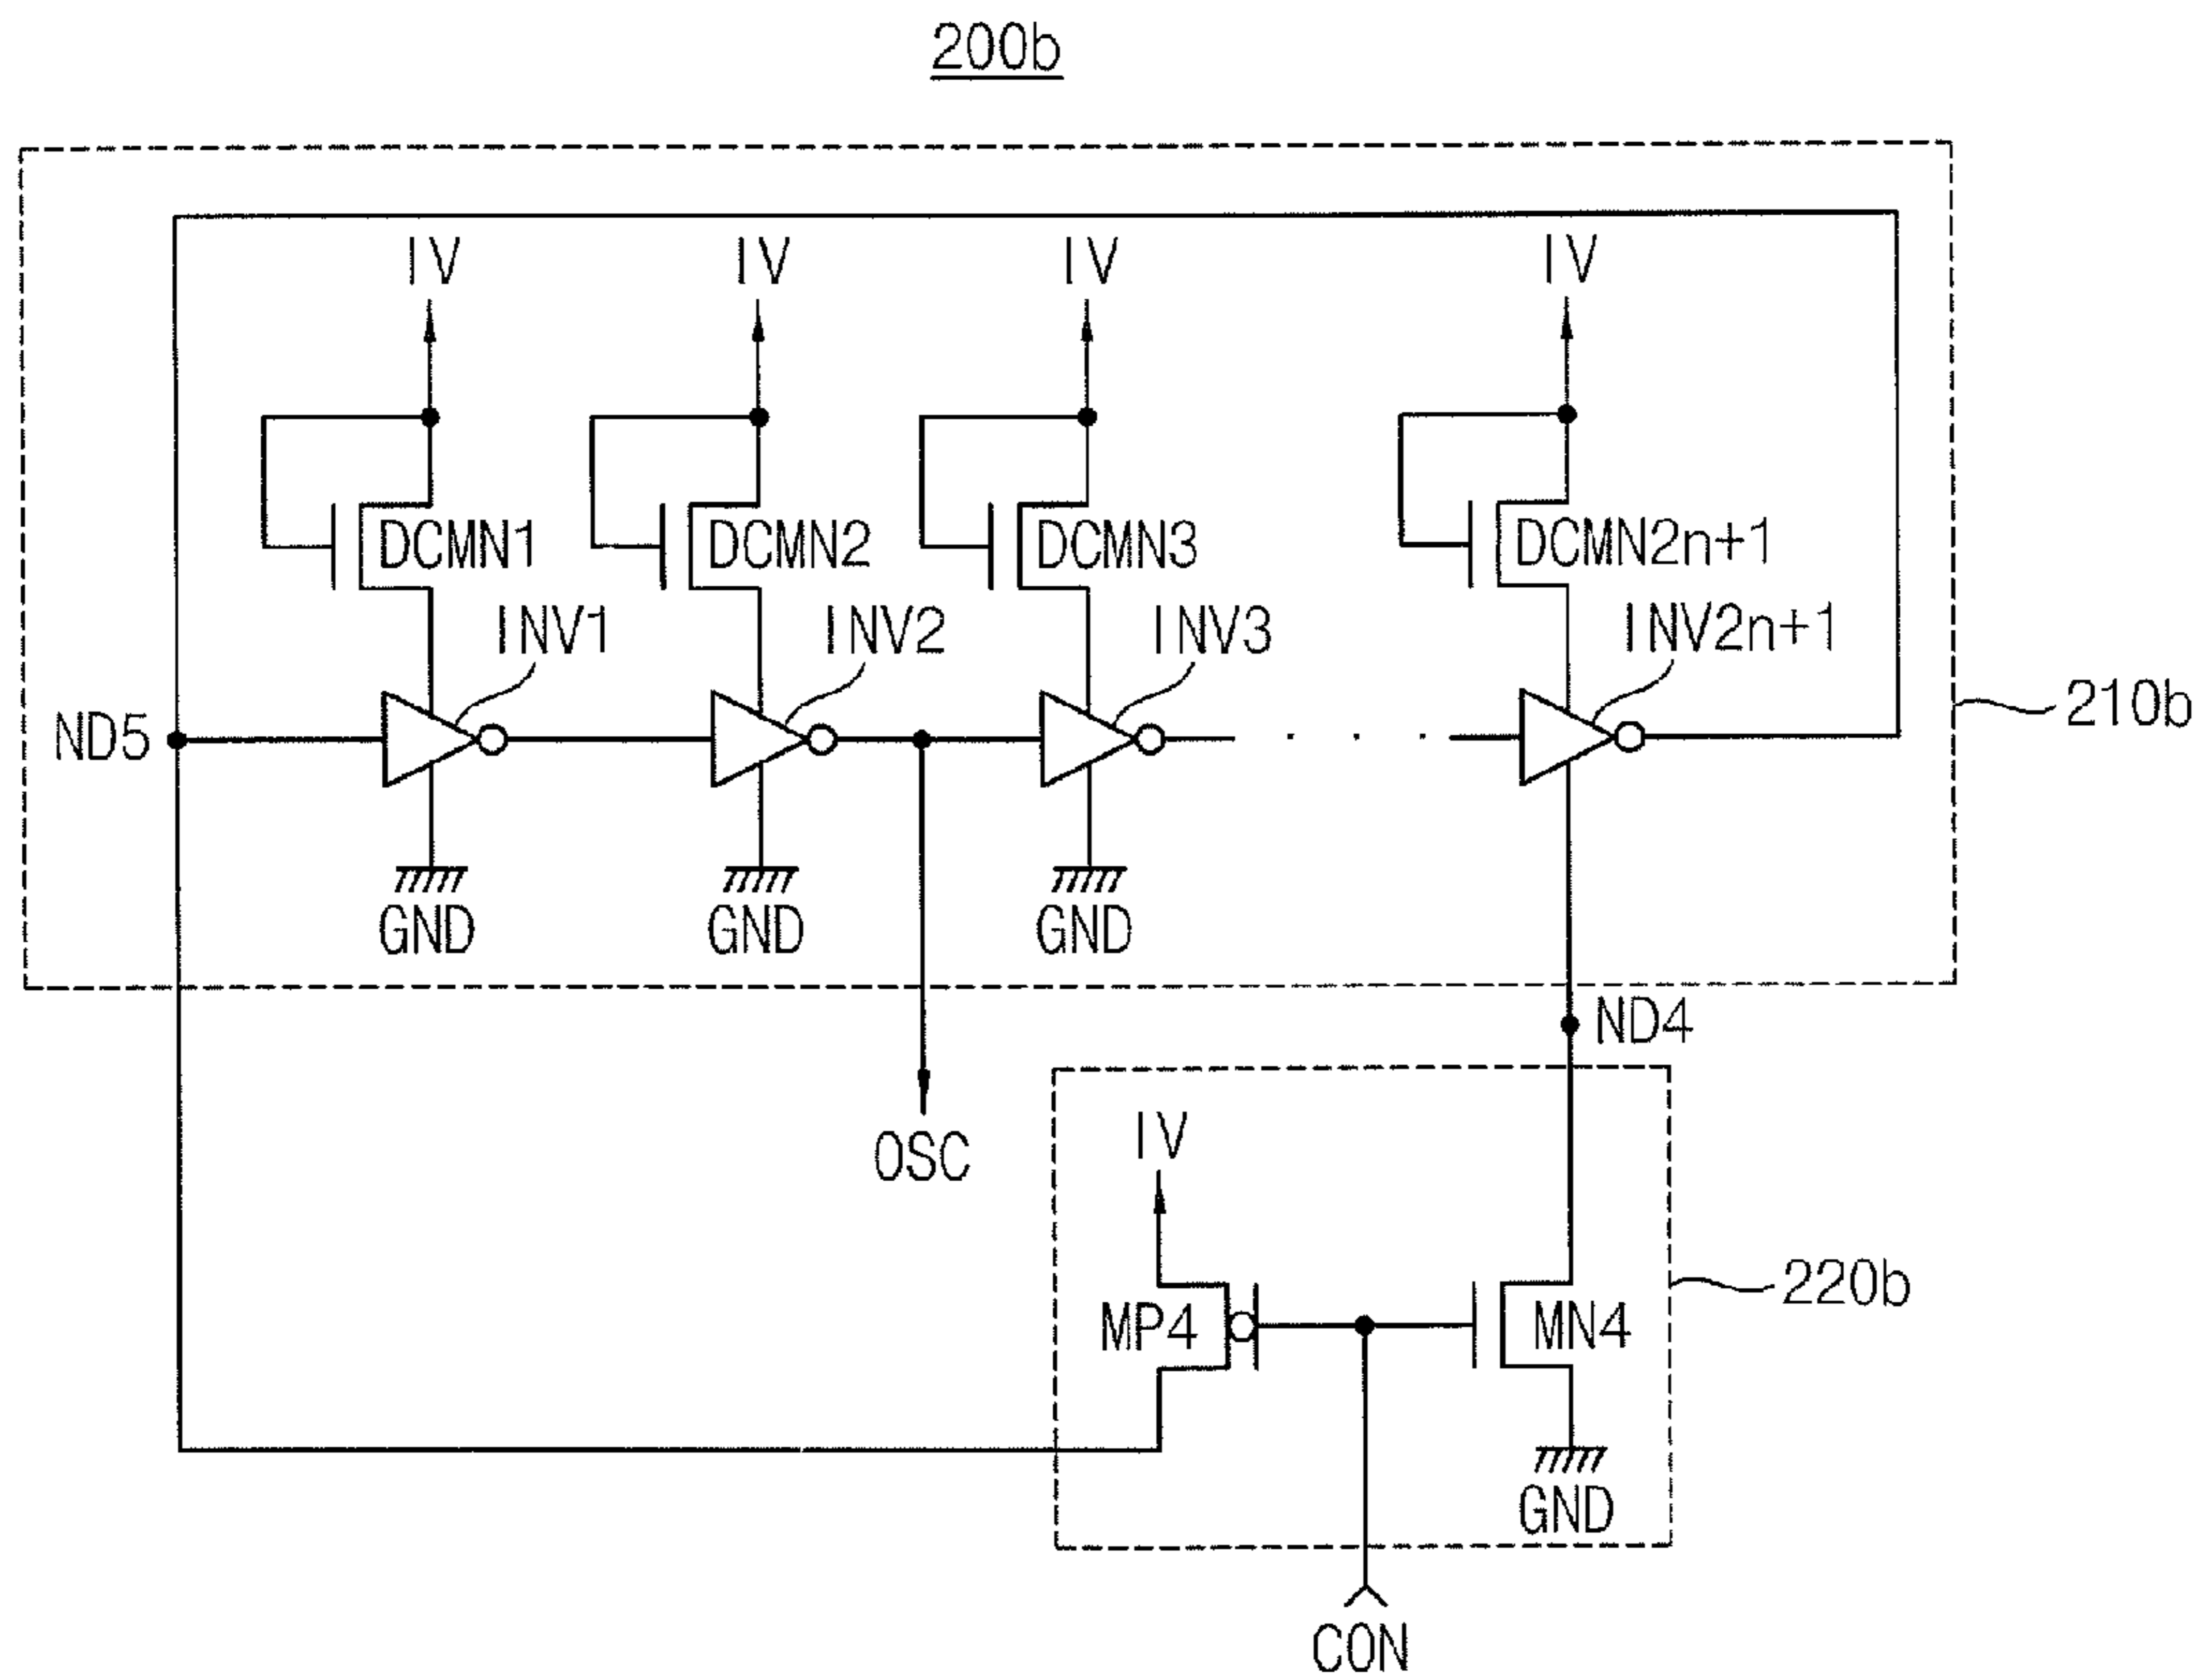 200b
IV IV IV IV
DCMN1 DCMN2 DCMN3 DCMN2n+1
INV1 INV2 INV3 INV2n+1
ND5
210b
GND GND GND
ND4
OSC
IV
220b
MP4 MN4
GND
CON